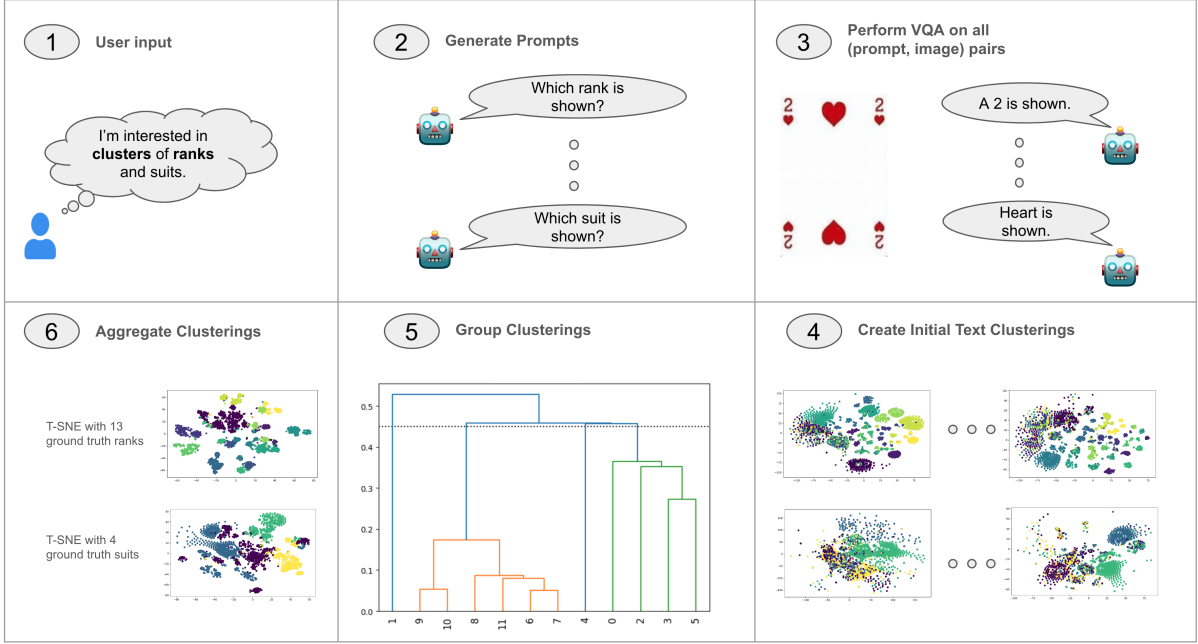 1
User input
I'm interested in
clusters of ranks
and suits.
2
Generate Prompts
Which rank is
shown?
Which suit is
shown?
3
Perform VQA on all
(prompt, image) pairs
2
2
2
2
A 2 is shown.
Heart is
shown.
6
Aggregate Clusterings
T-SNE with 13
ground truth ranks
T-SNE with 4
ground truth suits
5
Group Clusterings
0.5
0.4
0.3
0.2
0.1
0.0
1 9 10 8 11 6 7 4 0 2 3 5
4
Create Initial Text Clusterings